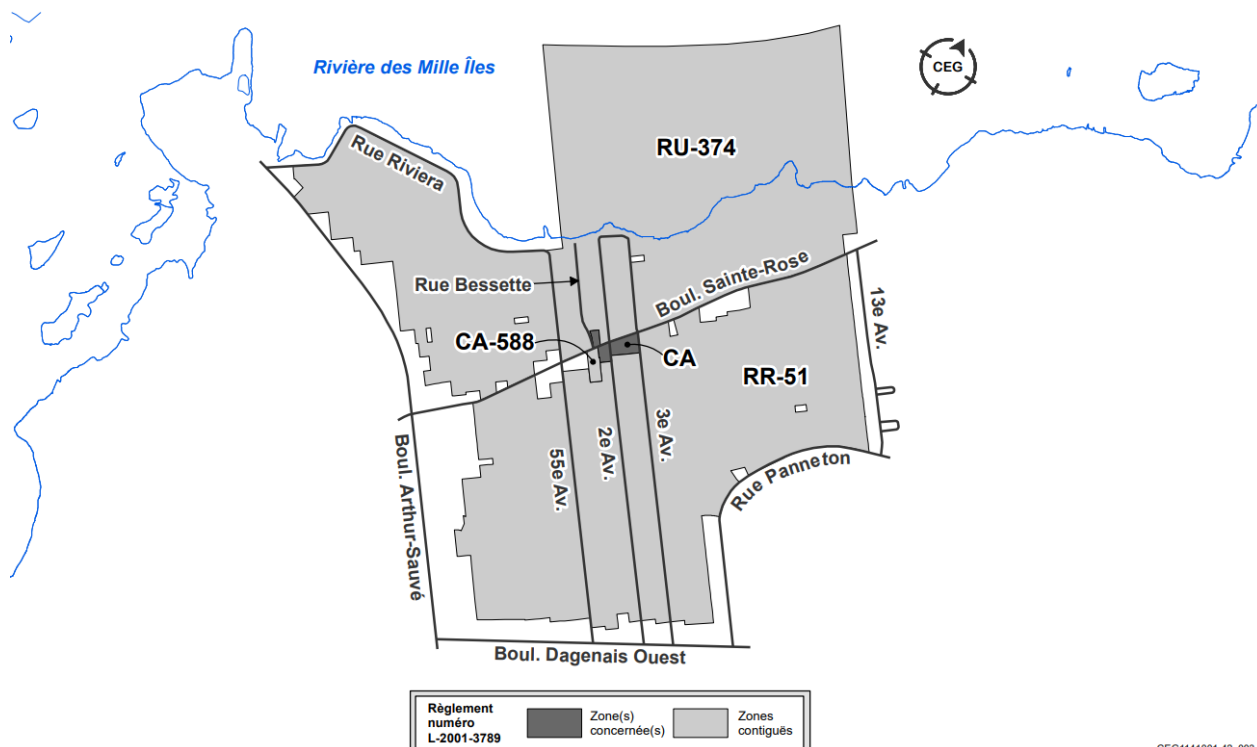 Rivière des Mille Îles
CEG
RU-374
Rue Riviera
Rue Bessette
Boul. Sainte-Rose
13e Av.
CA-588
CA
RR-51
3e Av.
2e Av.
55e Av.
Boul. Arthur-Sauvé
Rue Panneton
Boul. Dagenais Ouest
Règlement
numéro
L-2001-3789
Zone(s)
concernée(s)
Zones
contiguës